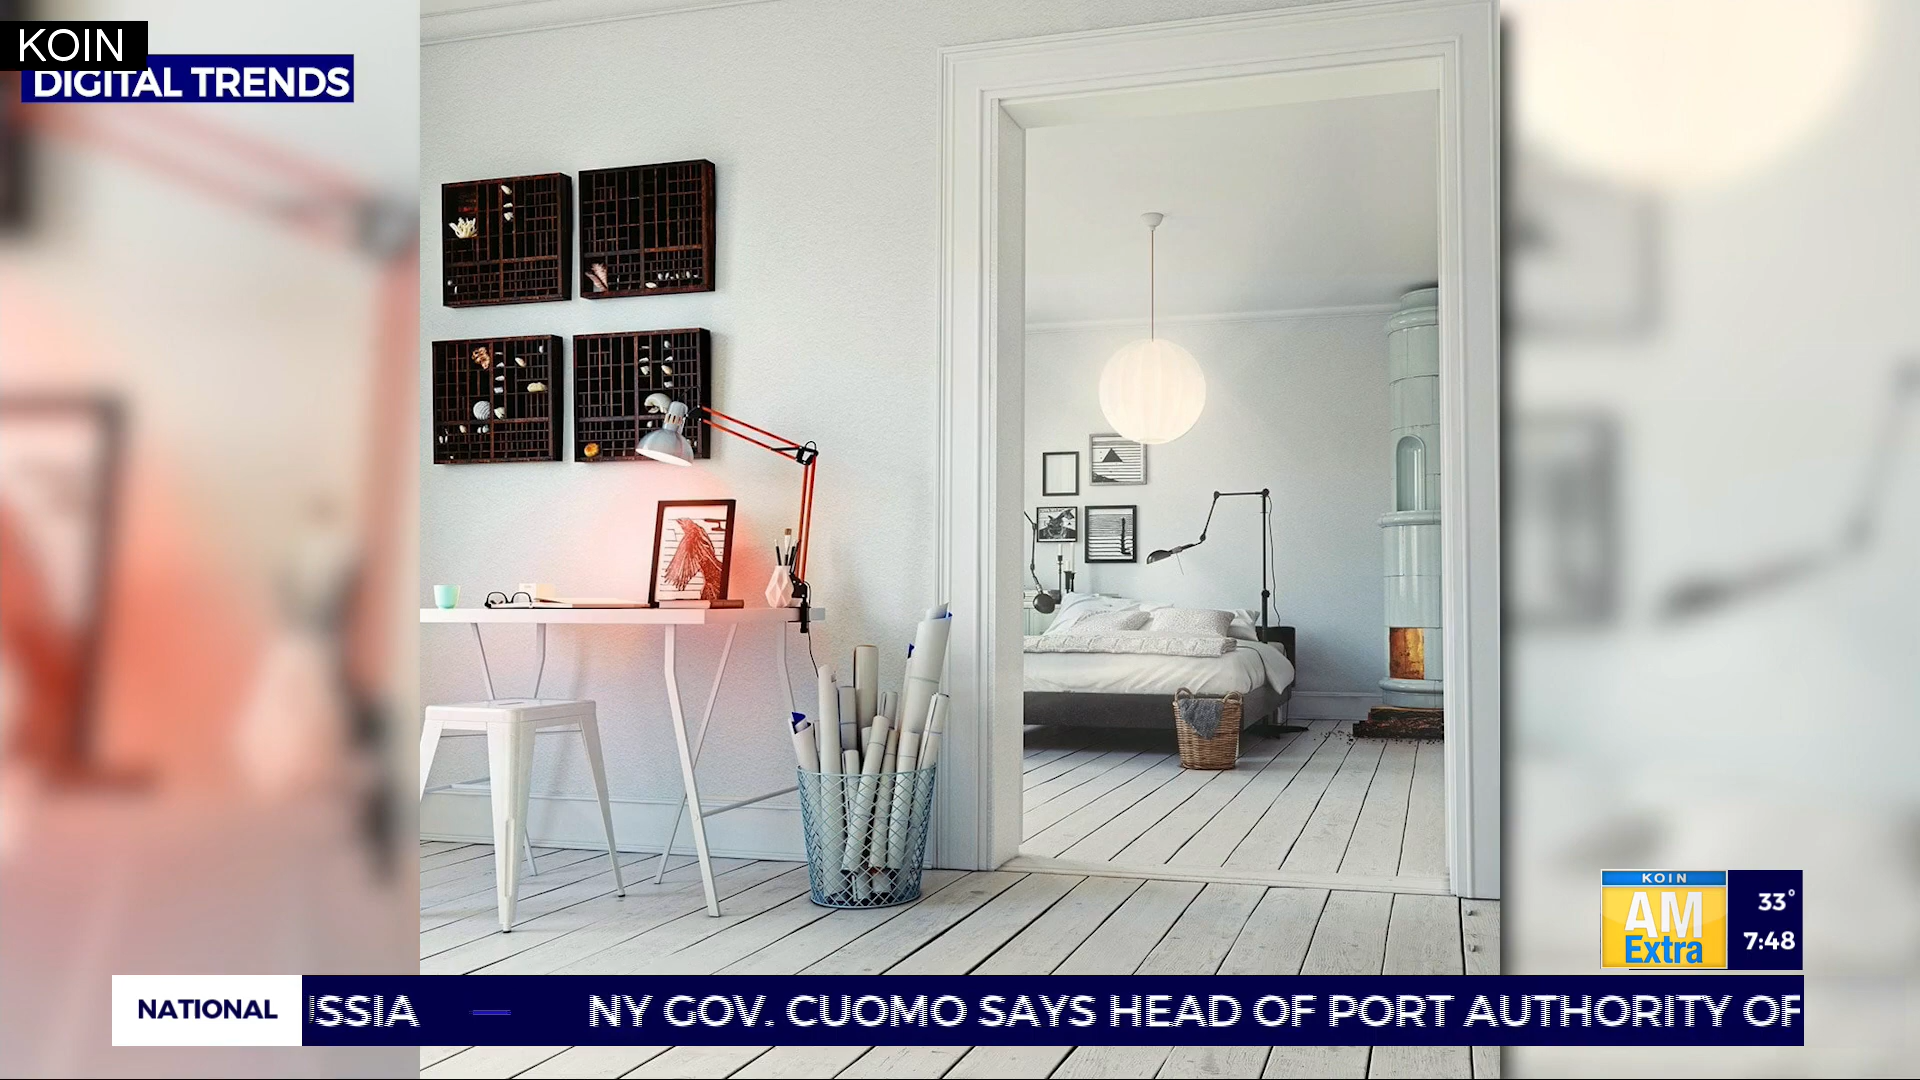 KOIN
DIGITAL TRENDS
KOIN
AM
Extra
33°
7:48
NATIONAL
NY GOV. CUOMO SAYS HEAD OF PORT AUTHORITY OF